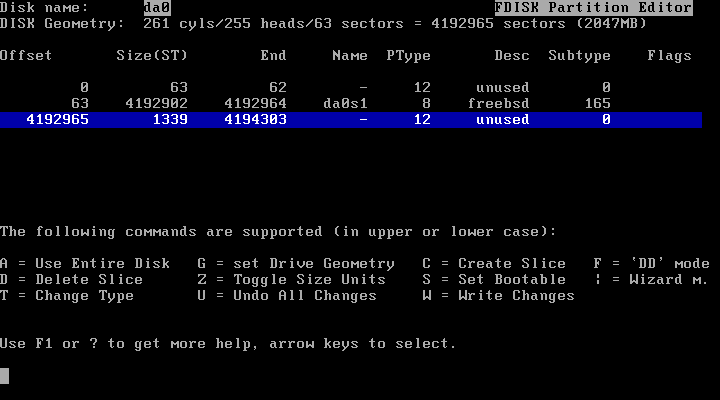 Disk name:      da0                                    FDISK Partition Editor
DISK Geometry:  261 cyls/255 heads/63 sectors = 4192965 sectors (2047MB)
Offset       Size(ST)        End     Name  PType       Desc  Subtype    Flags
0         63         62        -     12     unused        0
63    4192902    4192964    da0s1      8    freebsd      165
4192965       1339    4194303        -     12     unused        0
The following commands are supported (in upper or lower case):
A = Use Entire Disk   G = set Drive Geometry   C = Create Slice   F = `DD' mode
D = Delete Slice      Z = Toggle Size Units    S = Set Bootable   | = Wizard m.
T = Change Type       U = Undo All Changes     W = Write Changes
Use F1 or ? to get more help, arrow keys to select.